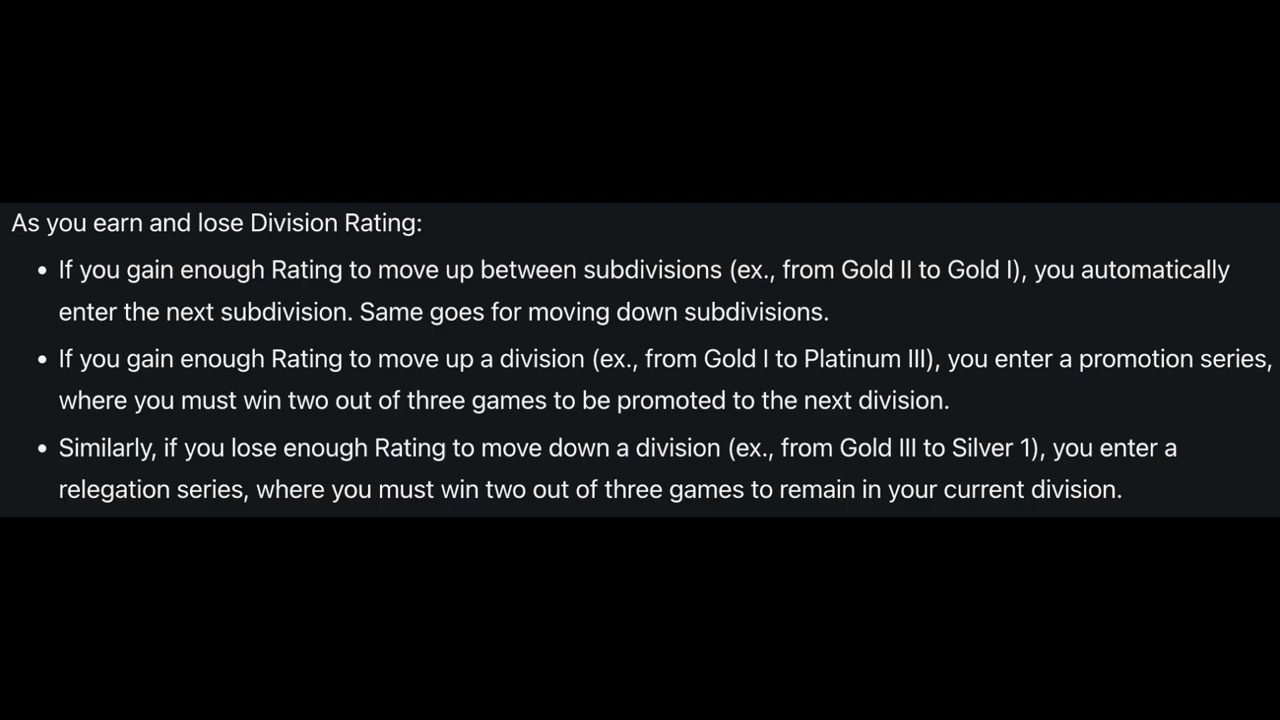 As you earn and lose Division Rating:
• If you gain enough Rating to move up between subdivisions (ex., from Gold II to Gold I), you automatically
enter the next subdivision. Same goes for moving down subdivisions.
• If you gain enough Rating to move up a division (ex., from Gold I to Platinum III), you enter a promotion series,
where you must win two out of three games to be promoted to the next division.
• Similarly, if you lose enough Rating to move down a division (ex., from Gold III to Silver 1), you enter a
relegation series, where you must win two out of three games to remain in your current division.